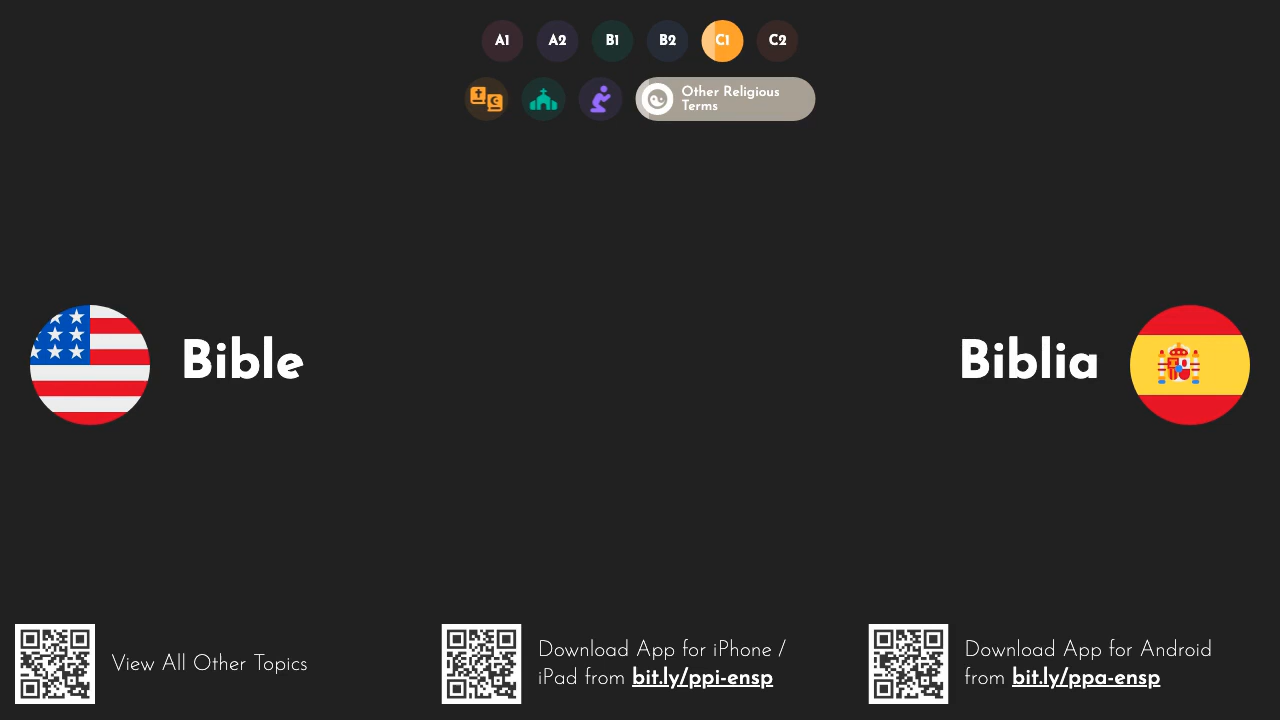 A1 A2 B1 B2 C1 C2
Other Religious
Terms
Bible
Biblia
View All Other Topics
Download App for iPhone /
iPad from bit.ly/ppi-ensp
Download App for Android
from bit.ly/ppa-ensp